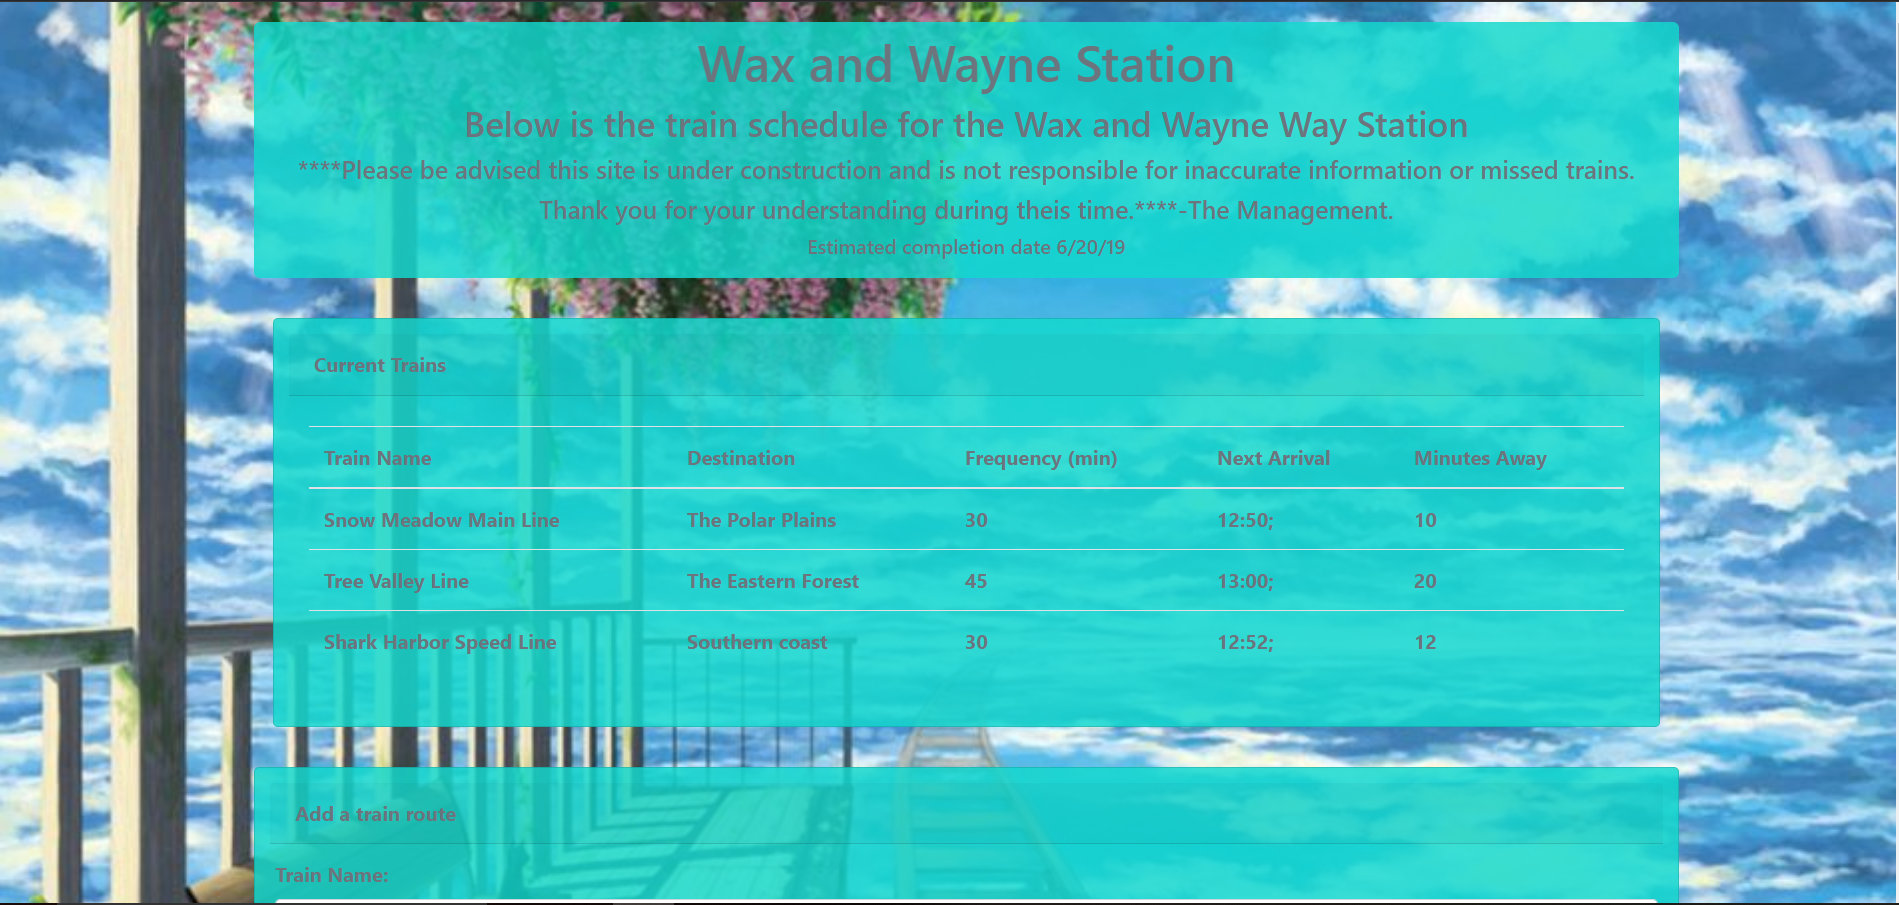 Wax and Wayne Station
Below is the train schedule for the Wax and Wayne Way Station
****Please be advised this site is under construction and is not responsible for inaccurate information or missed trains.
Thank you for your understanding during theis time.****-The Management.
Estimated completion date 6/20/19
Current Trains
Train Name Destination Frequency (min) Next Arrival Minutes Away
Snow Meadow Main Line The Polar Plains 30 12:50; 10
Tree Valley Line The Eastern Forest 45 13:00; 20
Shark Harbor Speed Line Southern coast 30 12:52; 12
Add a train route
Train Name: